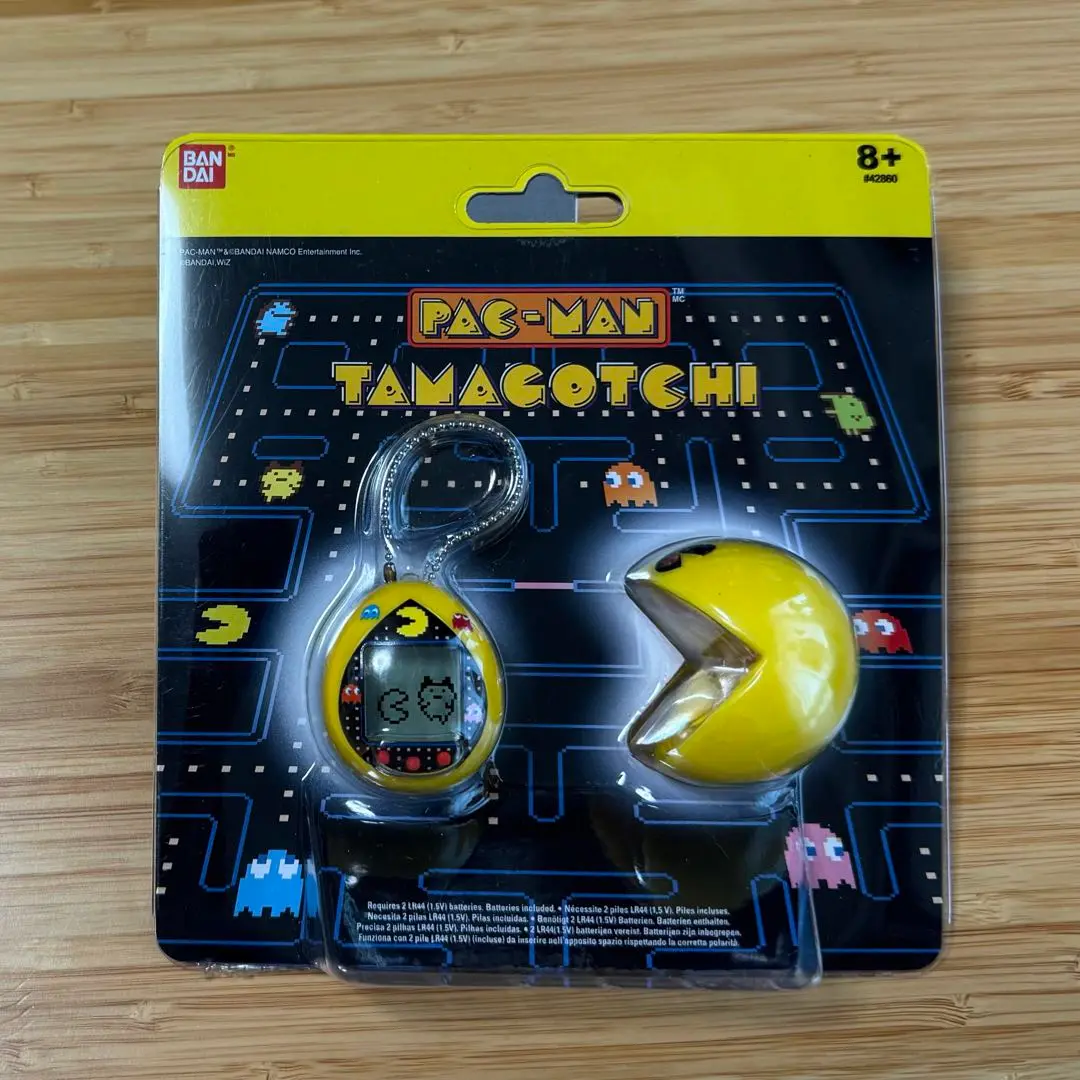 BAN
DAI
8+
#42860
PAC-MAN™&©BANDAI NAMCO Entertainment Inc.
©BANDAI,WiZ
PAC-MAN
TM
MC
TAMAGOTCHI
Requires 2 LR44 (1.5V) batteries. Batteries included. • Nécessite 2 piles LR44 (1,5 V). Piles incluses.
Necesita 2 pilas LR44 (1.5V). Pilas incluidas. • Benötigt 2 LR44 (1.5V) Batterien. Batterien enthalten.
Precisa 2 pilhas LR44 (1.5V). Pilhas incluídas. • 2 LR44(1.5V) batterijen vereist. Batterijen zijn inbegrepen.
Funziona con 2 pile LR44 (1.5V) (incluse) da inserire nell'apposito spazio rispettando la corretta polarità.